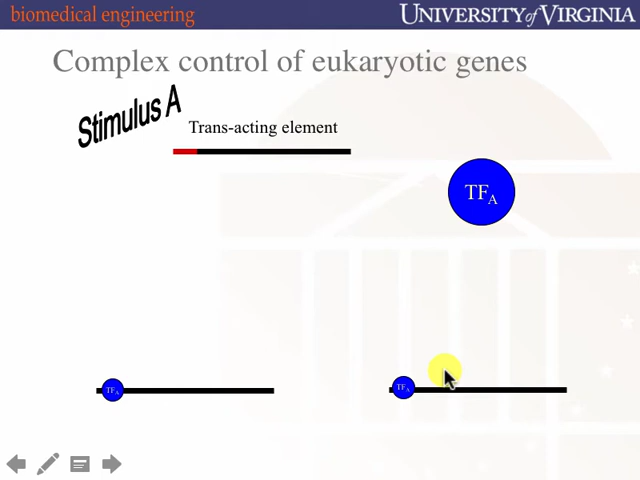 biomedical engineering
UNIVERSITY of VIRGINIA
Complex control of eukaryotic genes
Stimulus A
Trans-acting element
TFA
TFA
TFA